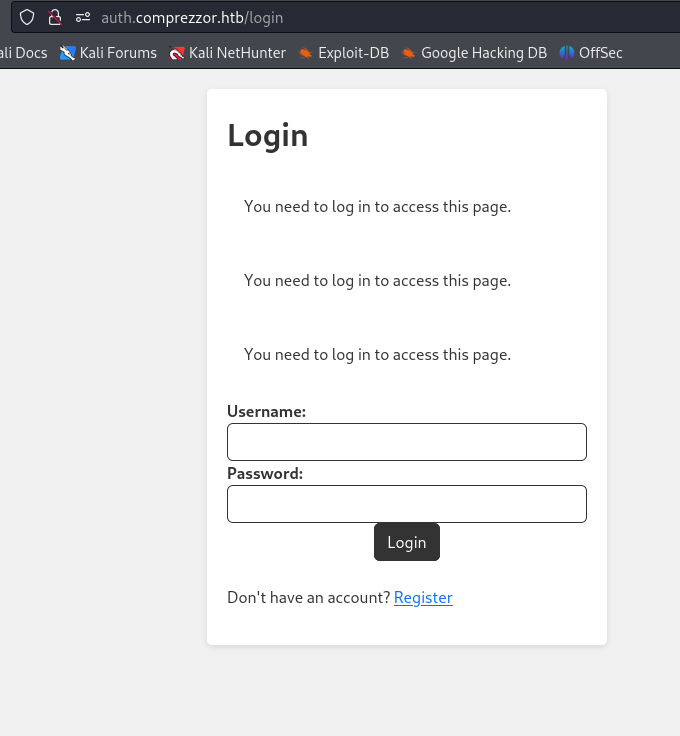 auth.comprezzor.htb/login
ali Docs Kali Forums Kali NetHunter Exploit-DB Google Hacking DB OffSec
Login
You need to log in to access this page.
You need to log in to access this page.
You need to log in to access this page.
Username:
Password:
Login
Don't have an account? Register